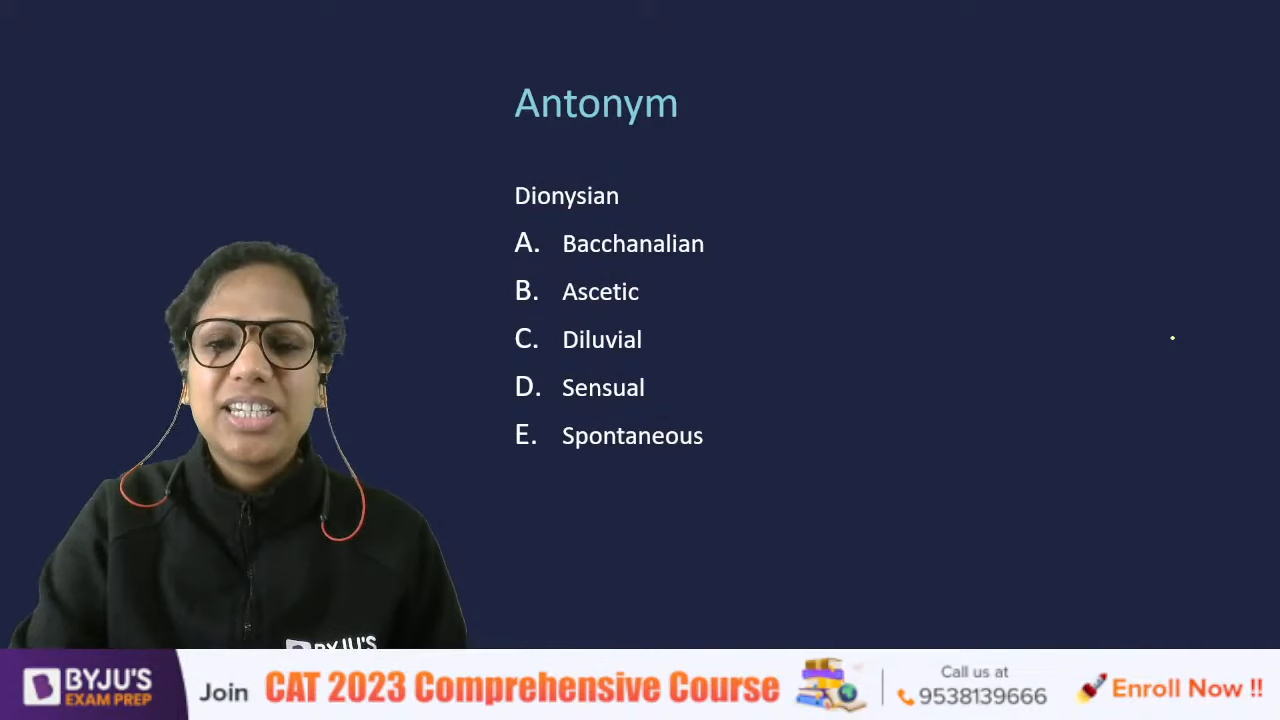 Antonym
Dionysian
A. Bacchanalian
B. Ascetic
C. Diluvial
D. Sensual
E. Spontaneous
BYJU'S
BYJU'S
EXAM PREP
Join CAT 2023 Comprehensive Course
Call us at
9538139666
Enroll Now !!